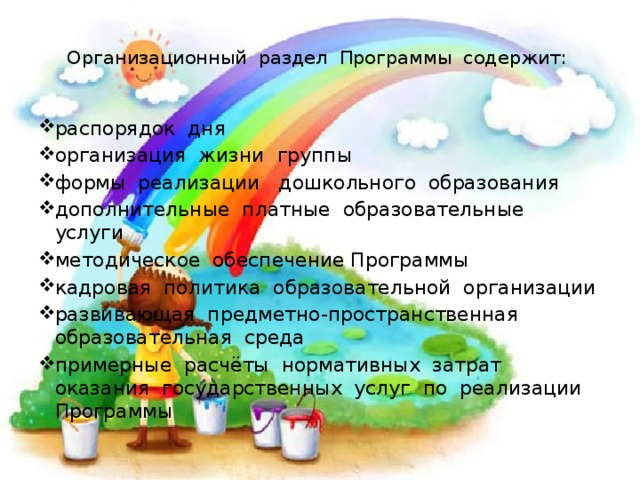 Организационный раздел Программы содержит:
❖распорядок дня
❖организация жизни группы
❖формы реализации дошкольного образования
❖дополнительные платные образовательные
услуги
❖методическое обеспечение Программы
❖кадровая политика образовательной организации
❖развивающая предметно-пространственная
образовательная среда
❖примерные расчёты нормативных затрат
оказания государственных услуг по реализации
Программы